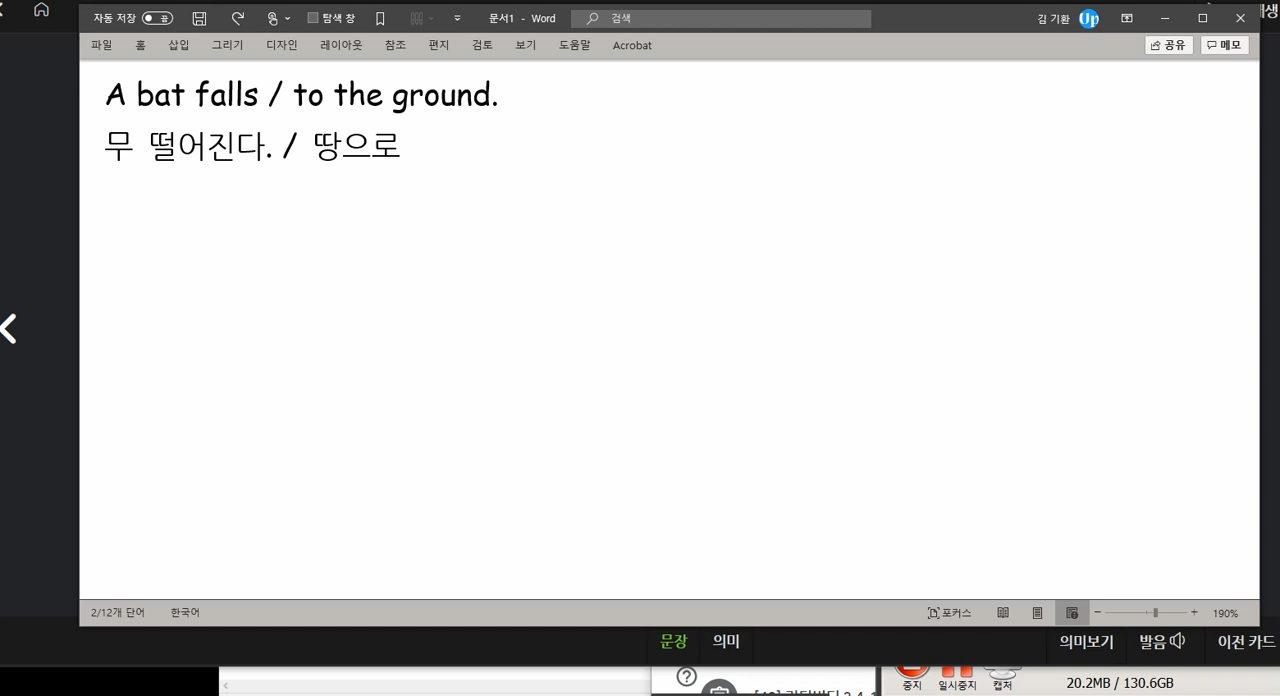 자동 저장 끔 탐색 창 문서1 - Word 검색 김 기환 Up
파일 홈 삽입 그리기 디자인 레이아웃 참조 편지 검토 보기 도움말 Acrobat 공유 메모
A bat falls / to the ground.
무 떨어진다. / 땅으로
2/12개 단어 한국어 포커스 190%
문장 의미 의미보기 발음 이전 카드
중지 일시중지 캡처 20.2MB / 130.6GB